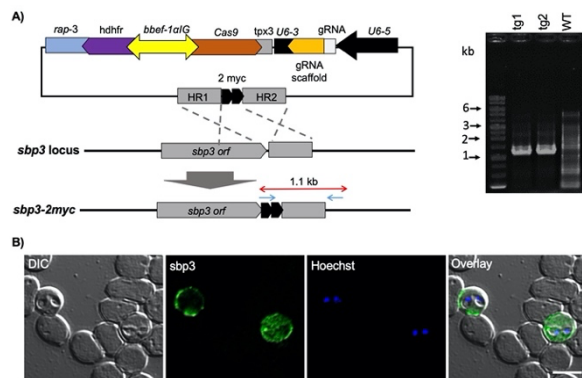 A)
rap-3 hdhfr bbef-1αIG Cas9 tpx3 U6-3 gRNA U6-5
gRNA
scaffold
2 myc
HR1 HR2
sbp3 locus
sbp3 orf
1.1 kb
sbp3-2myc
sbp3 orf
tg1 tg2 WT
kb
6
3
2
1
B)
DIC sbp3 Hoechst Overlay